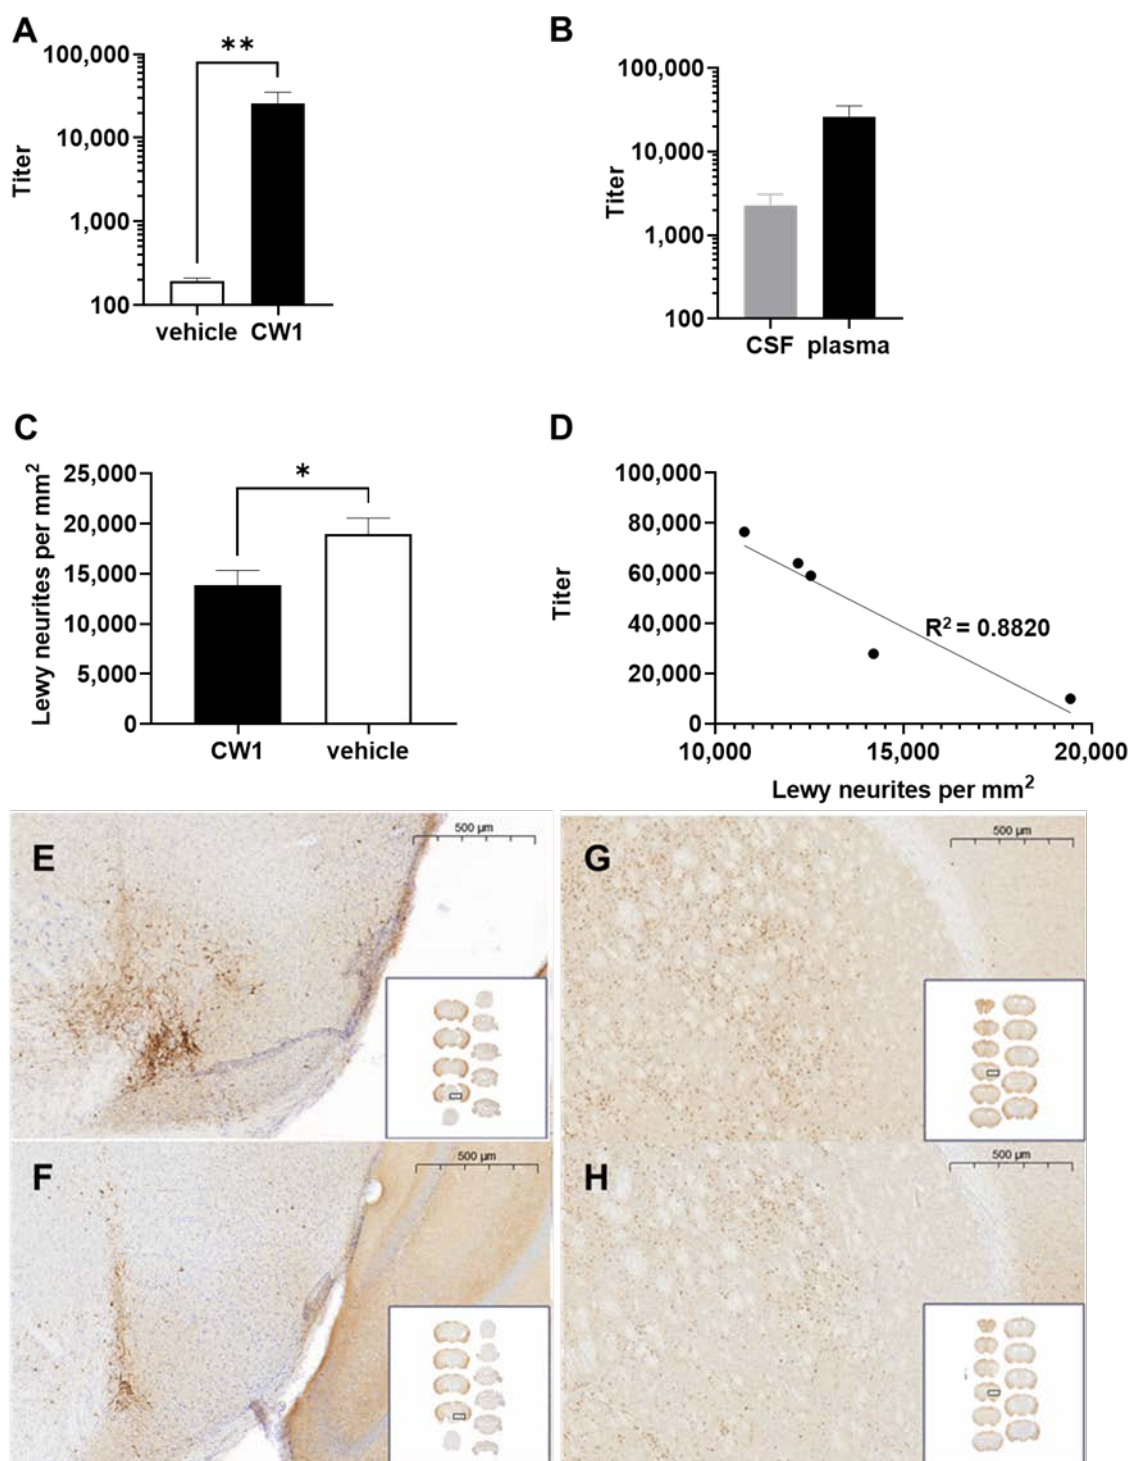 A
**
100,000
10,000
1,000
100
Titer
vehicle CW1
B
100,000
10,000
1,000
100
Titer
CSF plasma
C
*
25,000
20,000
15,000
10,000
5,000
0
Lewy neurites per mm²
CW1 vehicle
D
100,000
80,000
60,000
40,000
20,000
0
Titer
R² = 0.8820
10,000 15,000 20,000
Lewy neurites per mm²
E
500 µm
G
500 µm
F
500 µm
H
500 µm